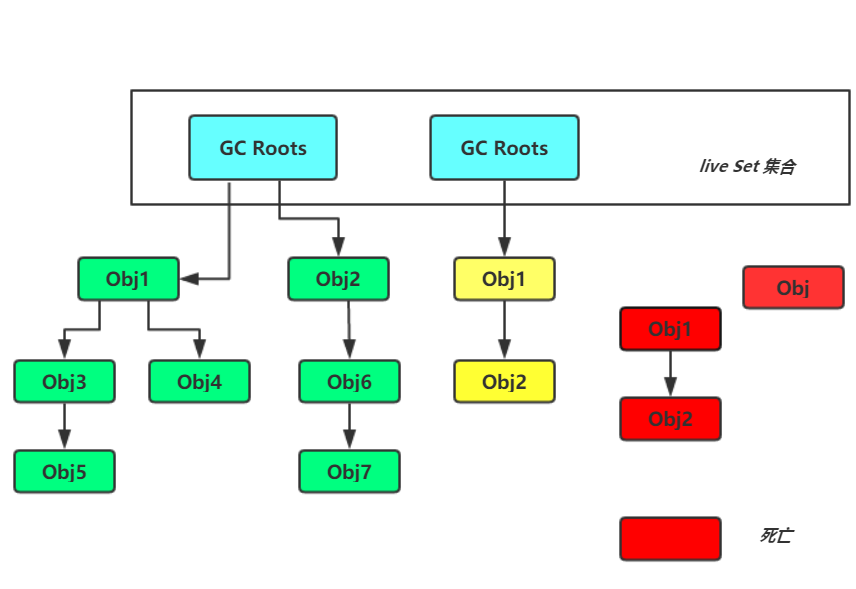 GC Roots
GC Roots
live Set 集合
Obj1
Obj2
Obj1
Obj
Obj1
Obj3
Obj4
Obj6
Obj2
Obj2
Obj5
Obj7
死亡